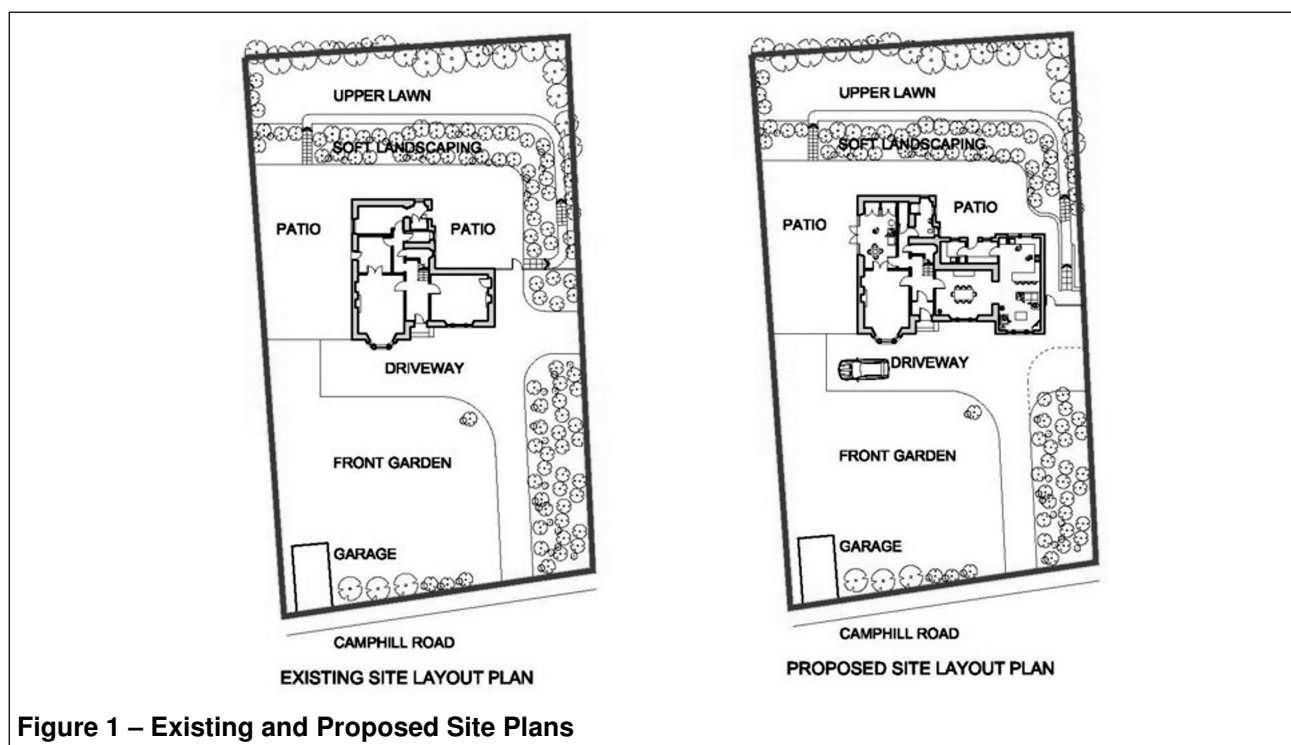 UPPER LAWN
SOFT LANDSCAPING
PATIO
PATIO
DRIVEWAY
FRONT GARDEN
GARAGE
CAMPHILL ROAD
EXISTING SITE LAYOUT PLAN
UPPER LAWN
SOFT LANDSCAPING
PATIO
PATIO
DRIVEWAY
FRONT GARDEN
GARAGE
CAMPHILL ROAD
PROPOSED SITE LAYOUT PLAN
Figure 1 – Existing and Proposed Site Plans